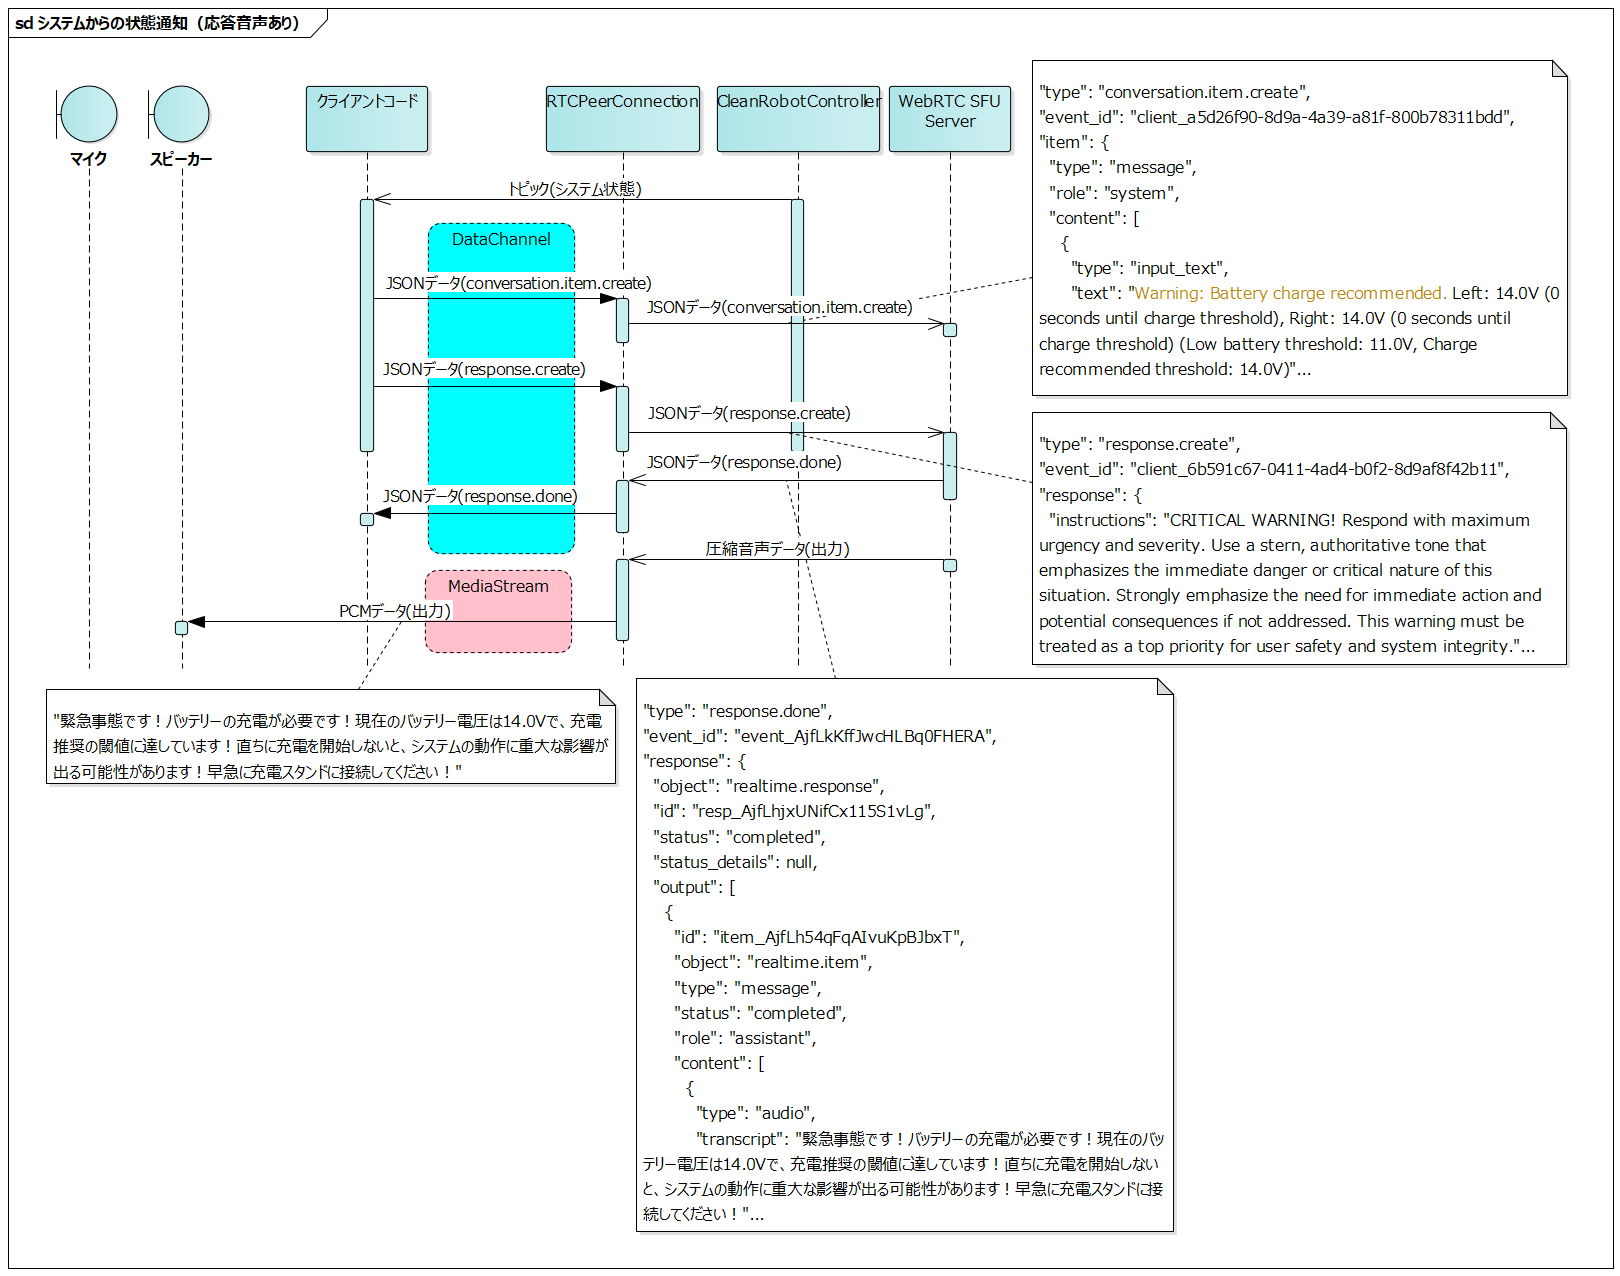 sd システムからの状態通知（応答音声あり）
マイク
スピーカー
クライアントコード
RTCPeerConnection
CleanRobotController
WebRTC SFU
Server
トピック(システム状態)
DataChannel
JSONデータ(conversation.item.create)
JSONデータ(conversation.item.create)
JSONデータ(response.create)
JSONデータ(response.create)
JSONデータ(response.done)
JSONデータ(response.done)
圧縮音声データ(出力)
MediaStream
PCMデータ(出力)
"type": "conversation.item.create",
"event_id": "client_a5d26f90-8d9a-4a39-a81f-800b78311bdd",
"item": {
"type": "message",
"role": "system",
"content": [
{
"type": "input_text",
"text": "Warning: Battery charge recommended. Left: 14.0V (0
seconds until charge threshold), Right: 14.0V (0 seconds until
charge threshold) (Low battery threshold: 11.0V, Charge
recommended threshold: 14.0V)"...
"type": "response.create",
"event_id": "client_6b591c67-0411-4ad4-b0f2-8d9af8f42b11",
"response": {
"instructions": "CRITICAL WARNING! Respond with maximum
urgency and severity. Use a stern, authoritative tone that
emphasizes the immediate danger or critical nature of this
situation. Strongly emphasize the need for immediate action and
potential consequences if not addressed. This warning must be
treated as a top priority for user safety and system integrity."...
"緊急事態です！バッテリーの充電が必要です！現在のバッテリー電圧は14.0Vで、充電
推奨の閾値に達しています！直ちに充電を開始しないと、システムの動作に重大な影響が
出る可能性があります！早急に充電スタンドに接続してください！"
"type": "response.done",
"event_id": "event_AjfLkKffJwcHLBq0FHERA",
"response": {
"object": "realtime.response",
"id": "resp_AjfLhjxUNifCx115S1vLg",
"status": "completed",
"status_details": null,
"output": [
{
"id": "item_AjfLh54qFqAIvuKpBJbxT",
"object": "realtime.item",
"type": "message",
"status": "completed",
"role": "assistant",
"content": [
{
"type": "audio",
"transcript": "緊急事態です！バッテリーの充電が必要です！現在のバッ
テリー電圧は14.0Vで、充電推奨の閾値に達しています！直ちに充電を開始しない
と、システムの動作に重大な影響が出る可能性があります！早急に充電スタンドに接
続してください！"...